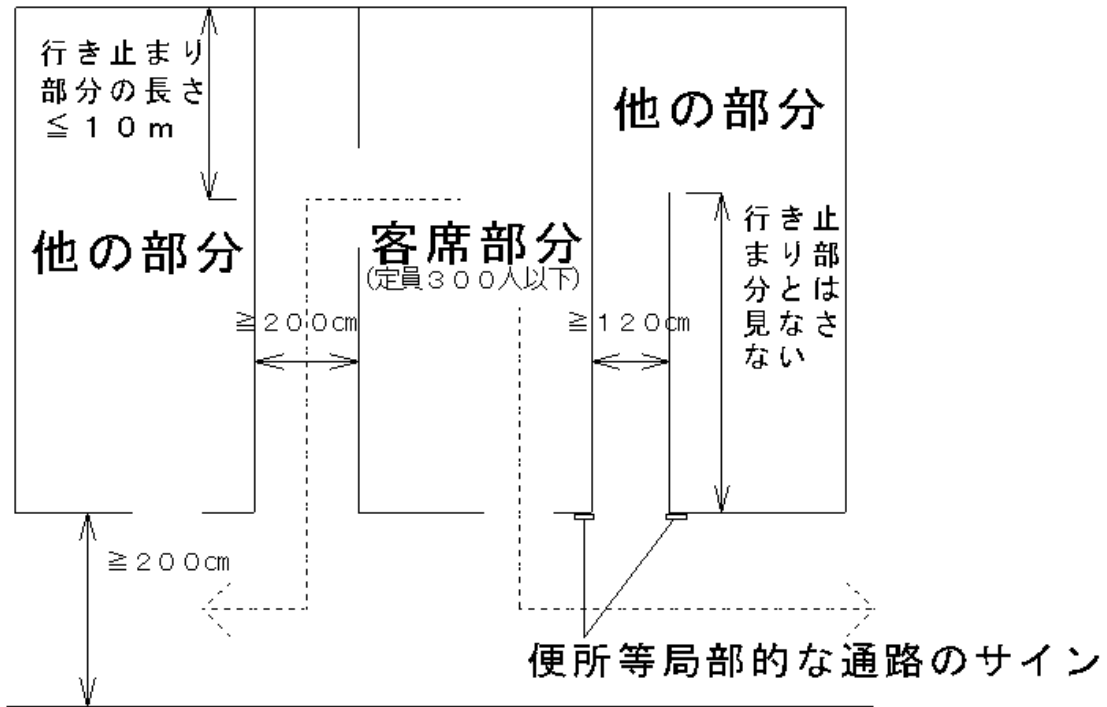 行き止まり
部分の長さ
≦１０ｍ
他の部分
他の部分
客席部分
(定員３００人以下)
行き止
まり部
分とは
見なさ
ない
≧２００㎝
≧１２０㎝
≧２００㎝
便所等局部的な通路のサイン